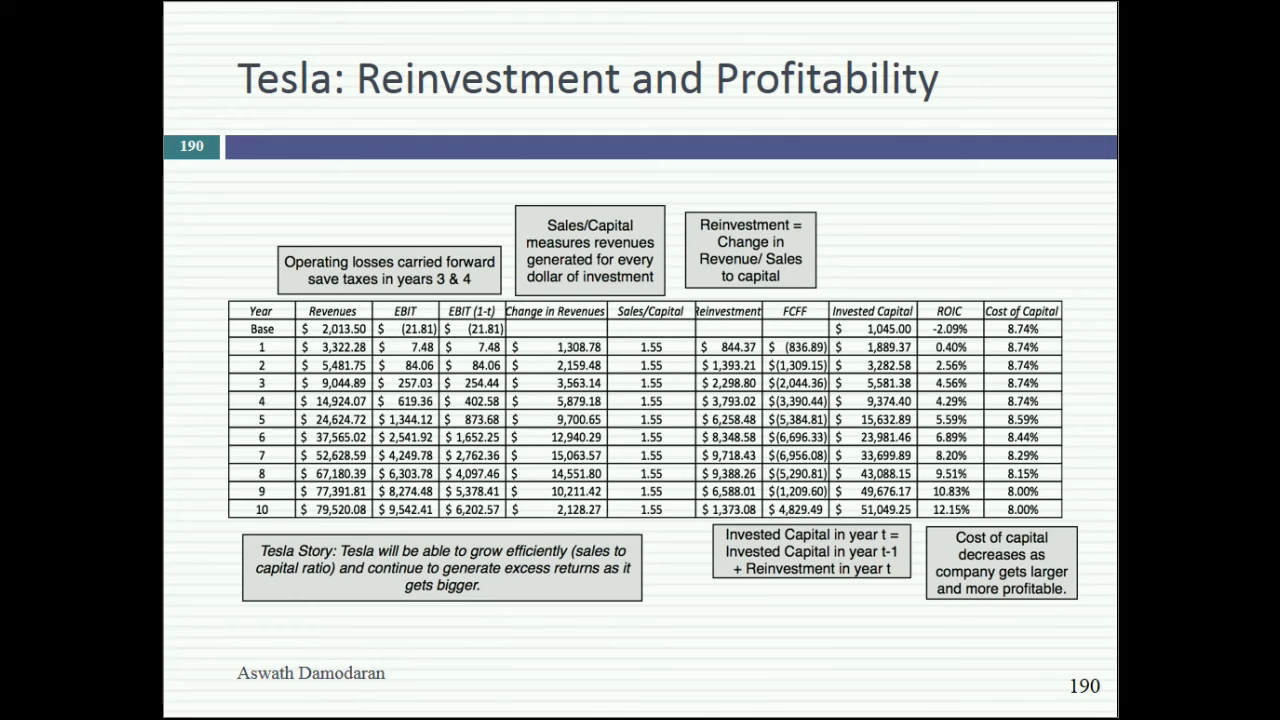 Tesla: Reinvestment and Profitability
190
Operating losses carried forward
save taxes in years 3 & 4
Sales/Capital
measures revenues
generated for every
dollar of investment
Reinvestment =
Change in
Revenue/ Sales
to capital
Year Revenues EBIT EBIT (1-t) Change in Revenues Sales/Capital Reinvestment FCFF Invested Capital ROIC Cost of Capital
Base $ 2,013.50 $ (21.81) $ (21.81) $ 1,045.00 -2.09% 8.74%
1 $ 3,322.28 $ 7.48 $ 7.48 $ 1,308.78 1.55 $ 844.37 $ (836.89) $ 1,889.37 0.40% 8.74%
2 $ 5,481.75 $ 84.06 $ 84.06 $ 2,159.48 1.55 $ 1,393.21 $(1,309.15) $ 3,282.58 2.56% 8.74%
3 $ 9,044.89 $ 257.03 $ 254.44 $ 3,563.14 1.55 $ 2,298.80 $(2,044.36) $ 5,581.38 4.56% 8.74%
4 $ 14,924.07 $ 619.36 $ 402.58 $ 5,879.18 1.55 $ 3,793.02 $(3,390.44) $ 9,374.40 4.29% 8.74%
5 $ 24,624.72 $ 1,344.12 $ 873.68 $ 9,700.65 1.55 $ 6,258.48 $(5,384.81) $ 15,632.89 5.59% 8.59%
6 $ 37,565.02 $ 2,541.92 $ 1,652.25 $ 12,940.29 1.55 $ 8,348.58 $(6,696.33) $ 23,981.46 6.89% 8.44%
7 $ 52,628.59 $ 4,249.78 $ 2,762.36 $ 15,063.57 1.55 $ 9,718.43 $(6,956.08) $ 33,699.89 8.20% 8.29%
8 $ 67,180.39 $ 6,303.78 $ 4,097.46 $ 14,551.80 1.55 $ 9,388.26 $(5,290.81) $ 43,088.15 9.51% 8.15%
9 $ 77,391.81 $ 8,274.48 $ 5,378.41 $ 10,211.42 1.55 $ 6,588.01 $(1,209.60) $ 49,676.17 10.83% 8.00%
10 $ 79,520.08 $ 9,542.41 $ 6,202.57 $ 2,128.27 1.55 $ 1,373.08 $ 4,829.49 $ 51,049.25 12.15% 8.00%
Tesla Story: Tesla will be able to grow efficiently (sales to
capital ratio) and continue to generate excess returns as it
gets bigger.
Invested Capital in year t =
Invested Capital in year t-1
+ Reinvestment in year t
Cost of capital
decreases as
company gets larger
and more profitable.
Aswath Damodaran
190